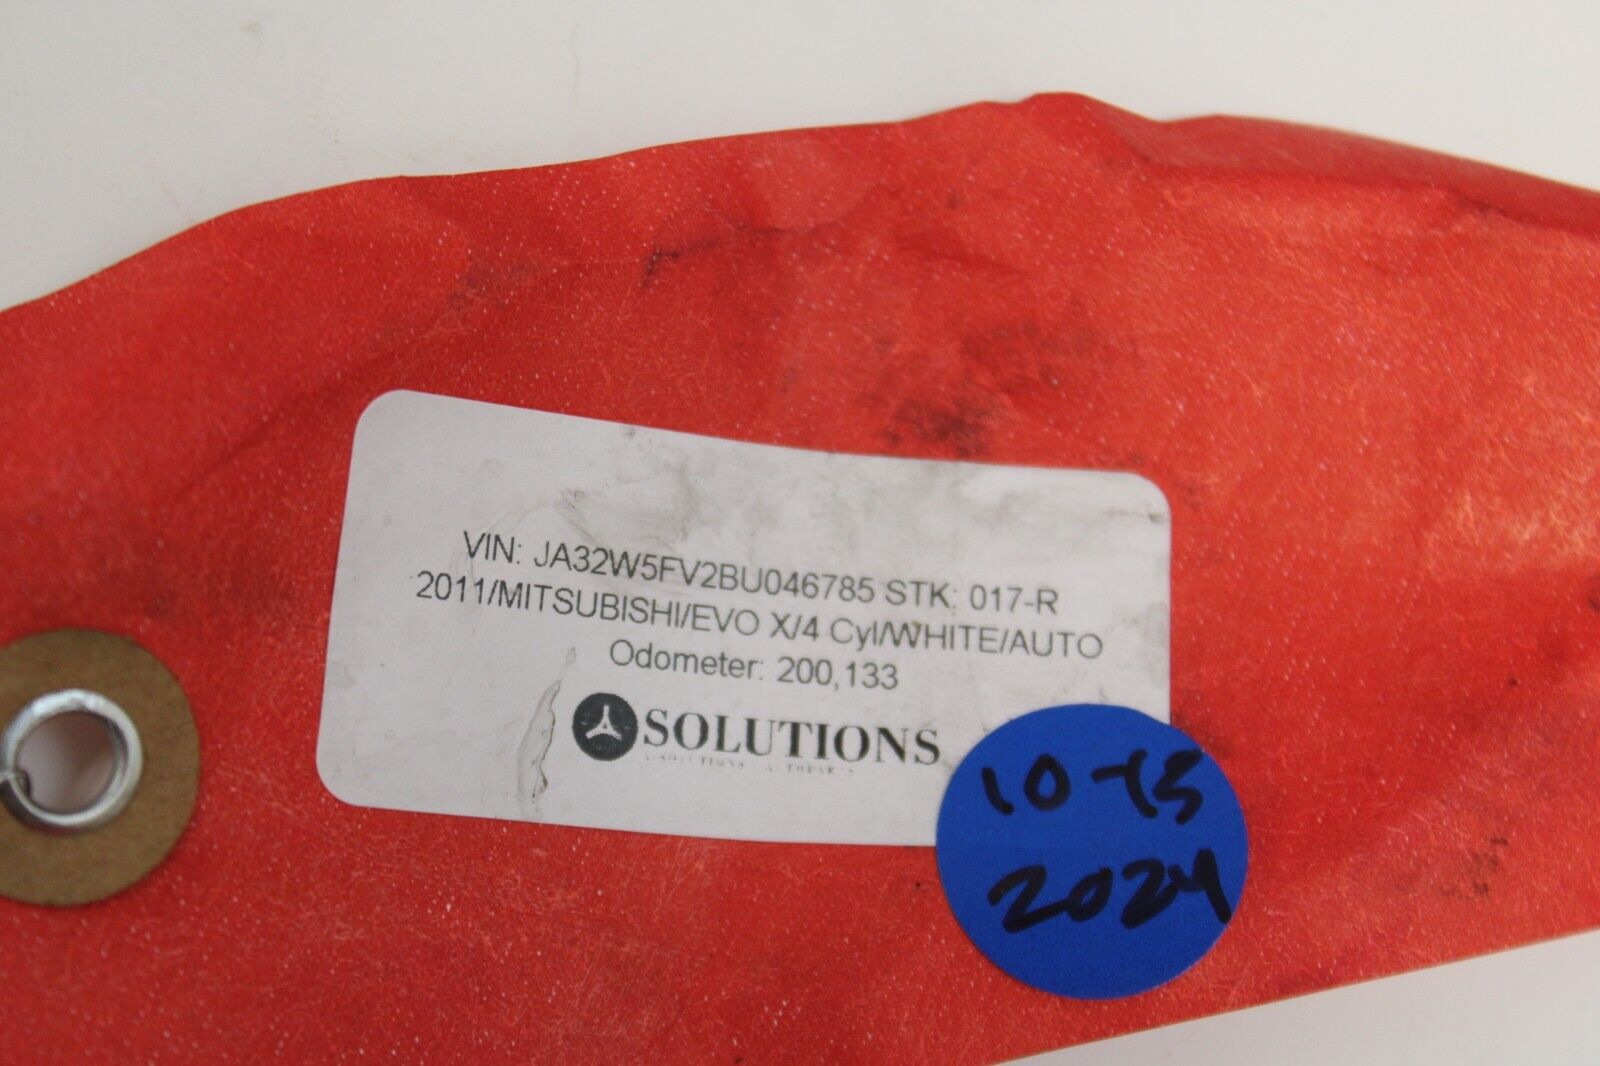 VIN: JA32W5FV2BU046785 STK: 017-R
2011/MITSUBISHI/EVO X/4 Cyl/WHITE/AUTO
Odometer: 200,133
SOLUTIONS
10-15
2024